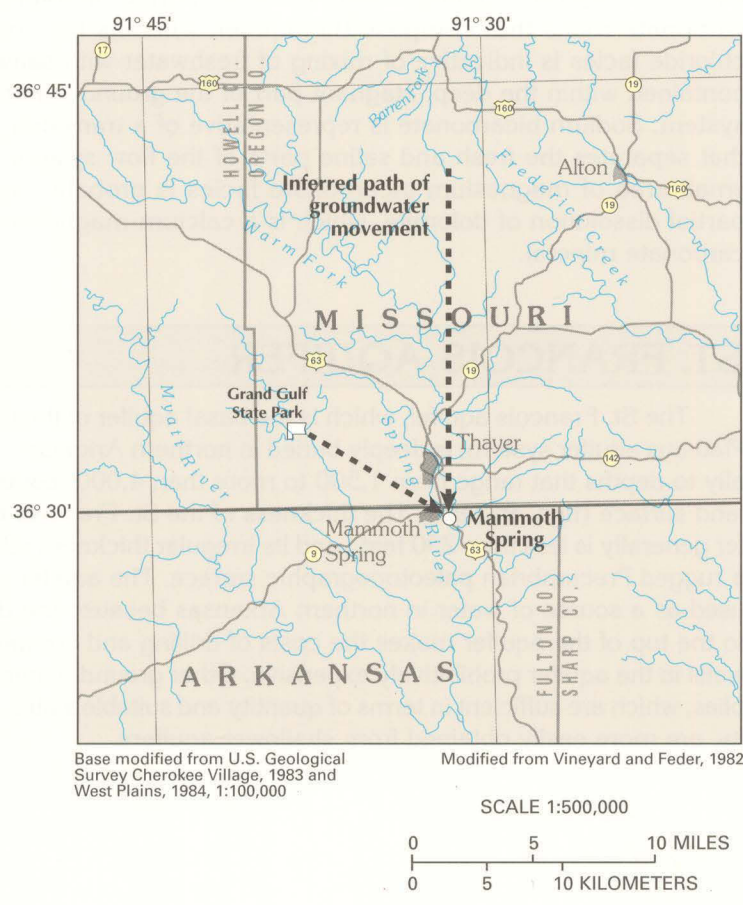 91° 45'
91° 30'
17
36° 45'
160
HOWELL CO.
OREGON CO.
Barren Fork
160
19
Frederick Creek
Alton
160
19
Inferred path of
groundwater
movement
Warm Fork
MISSOURI
63
19
Grand Gulf
State Park
Myatt River
Spring
River
Thayer
142
36° 30'
Mammoth
Spring
Mammoth
Spring
9
63
FULTON CO.
SHARP CO.
ARKANSAS
Base modified from U.S. Geological
Survey Cherokee Village, 1983 and
West Plains, 1984, 1:100,000
Modified from Vineyard and Feder, 1982
SCALE 1:500,000
0 5 10 MILES
0 5 10 KILOMETERS